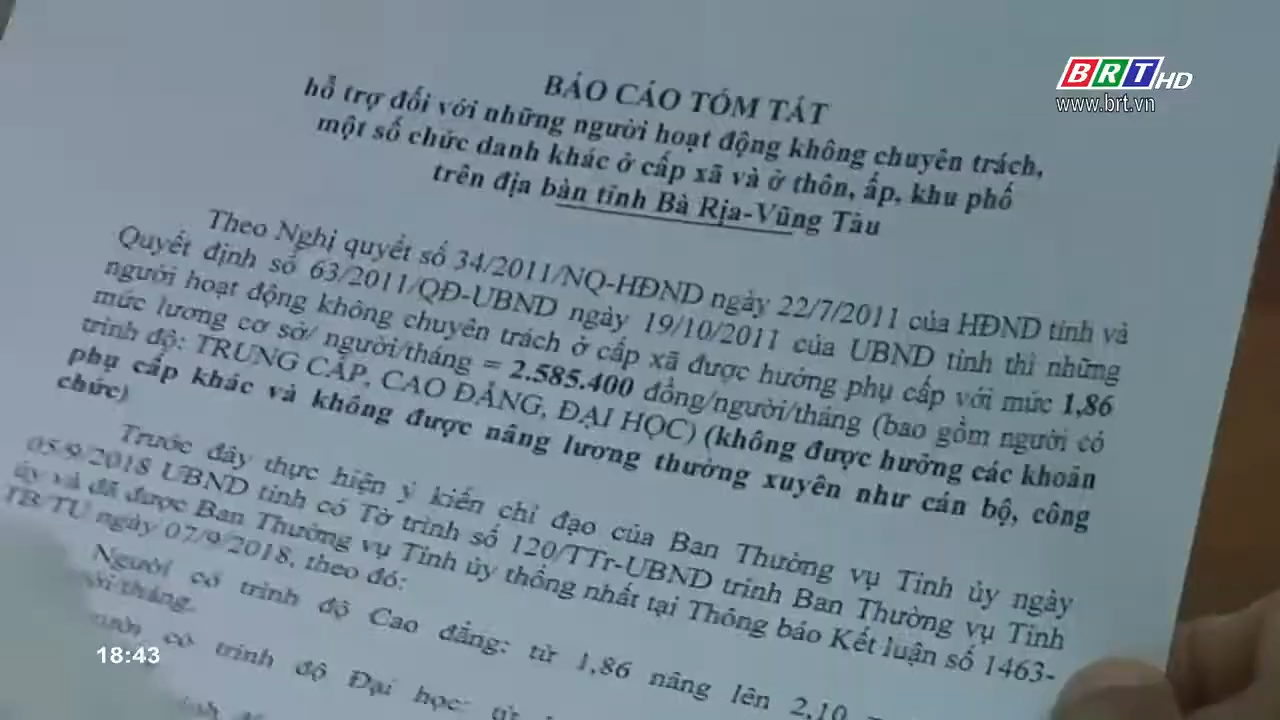 BRT HD
www.brt.vn
BÁO CÁO TÓM TẮT
hỗ trợ đối với những người hoạt động không chuyên trách,
một số chức danh khác ở cấp xã và ở thôn, ấp, khu phố
trên địa bàn tỉnh Bà Rịa-Vũng Tàu
Theo Nghị quyết số 34/2011/NQ-HĐND ngày 22/7/2011 của HĐND tỉnh và
Quyết định số 63/2011/QĐ-UBND ngày 19/10/2011 của UBND tỉnh thì những
người hoạt động không chuyên trách ở cấp xã được hưởng phụ cấp với mức 1,86
mức lương cơ sở/ người/tháng = 2.585.400 đồng/người/tháng (bao gồm người có
trình độ: TRUNG CẤP, CAO ĐẲNG, ĐẠI HỌC) (không được hưởng các khoản
phụ cấp khác và không được nâng lương thường xuyên như cán bộ, công
chức)
Trước đây thực hiện ý kiến chỉ đạo của Ban Thường vụ Tỉnh ủy ngày
05/9/2018 UBND tỉnh có Tờ trình số 120/TTr-UBND trình Ban Thường vụ Tỉnh
ủy và đã được Ban Thường vụ Tỉnh ủy thống nhất tại Thông báo Kết luận số 1463-
TB/TU ngày 07/9/2018, theo đó:
Người có trình độ Cao đẳng: từ 1,86 nâng lên 2,10
tháng.
có trình độ Đại học: từ
18:43